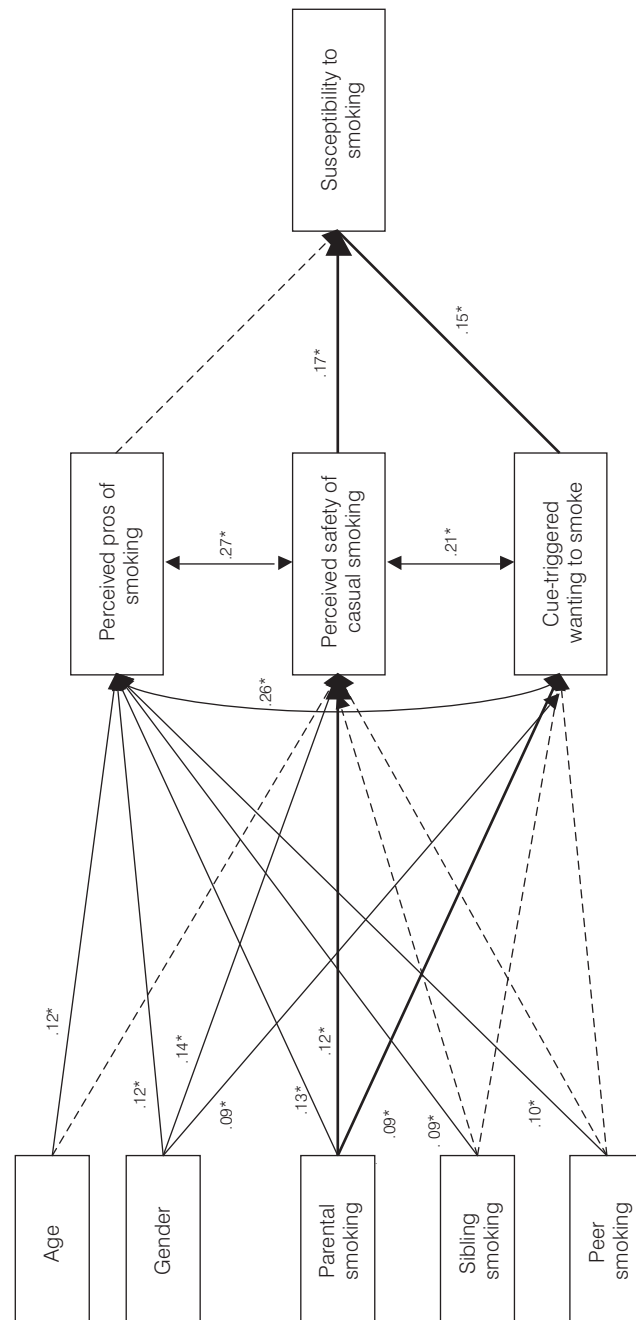 Age
Gender
Parental
smoking
Sibling
smoking
Peer
smoking
.12*
.12*
.14*
.09*
.13*
.12*
.09*
.09*
.10*
Perceived pros of
smoking
Perceived safety of
casual smoking
Cue-triggered
wanting to smoke
.27*
.21*
.26*
.17*
.15*
Susceptibility to
smoking